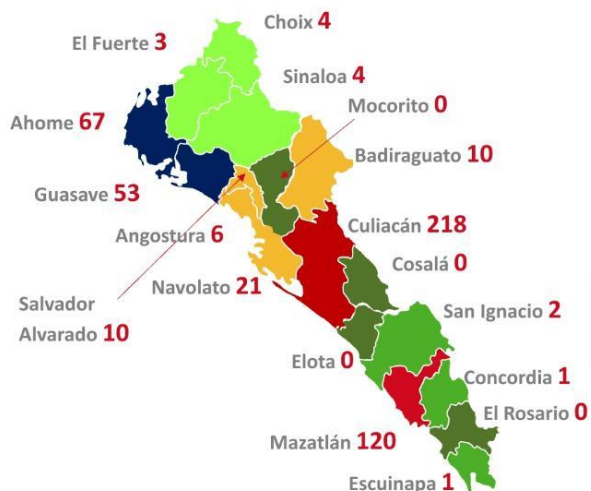 Choix 4
El Fuerte 3
Sinaloa 4
Mocorito 0
Ahome 67
Badiraguato 10
Guasave 53
Culiacán 218
Angostura 6
Cosalá 0
Navolato 21
Salvador
Alvarado 10
San Ignacio 2
Elota 0
Concordia 1
El Rosario 0
Mazatlán 120
Escuinapa 1